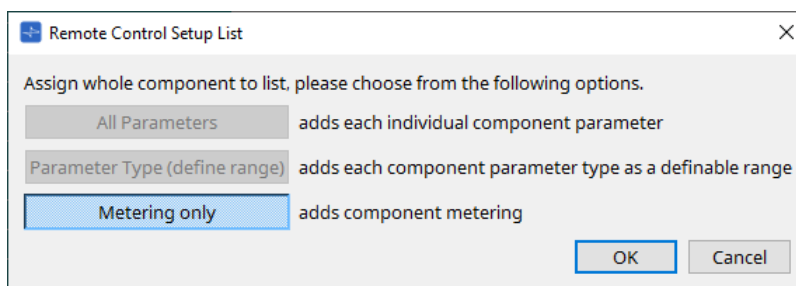 Remote Control Setup List
Assign whole component to list, please choose from the following options.
All Parameters adds each individual component parameter
Parameter Type (define range) adds each component parameter type as a definable range
Metering only adds component metering
OK Cancel